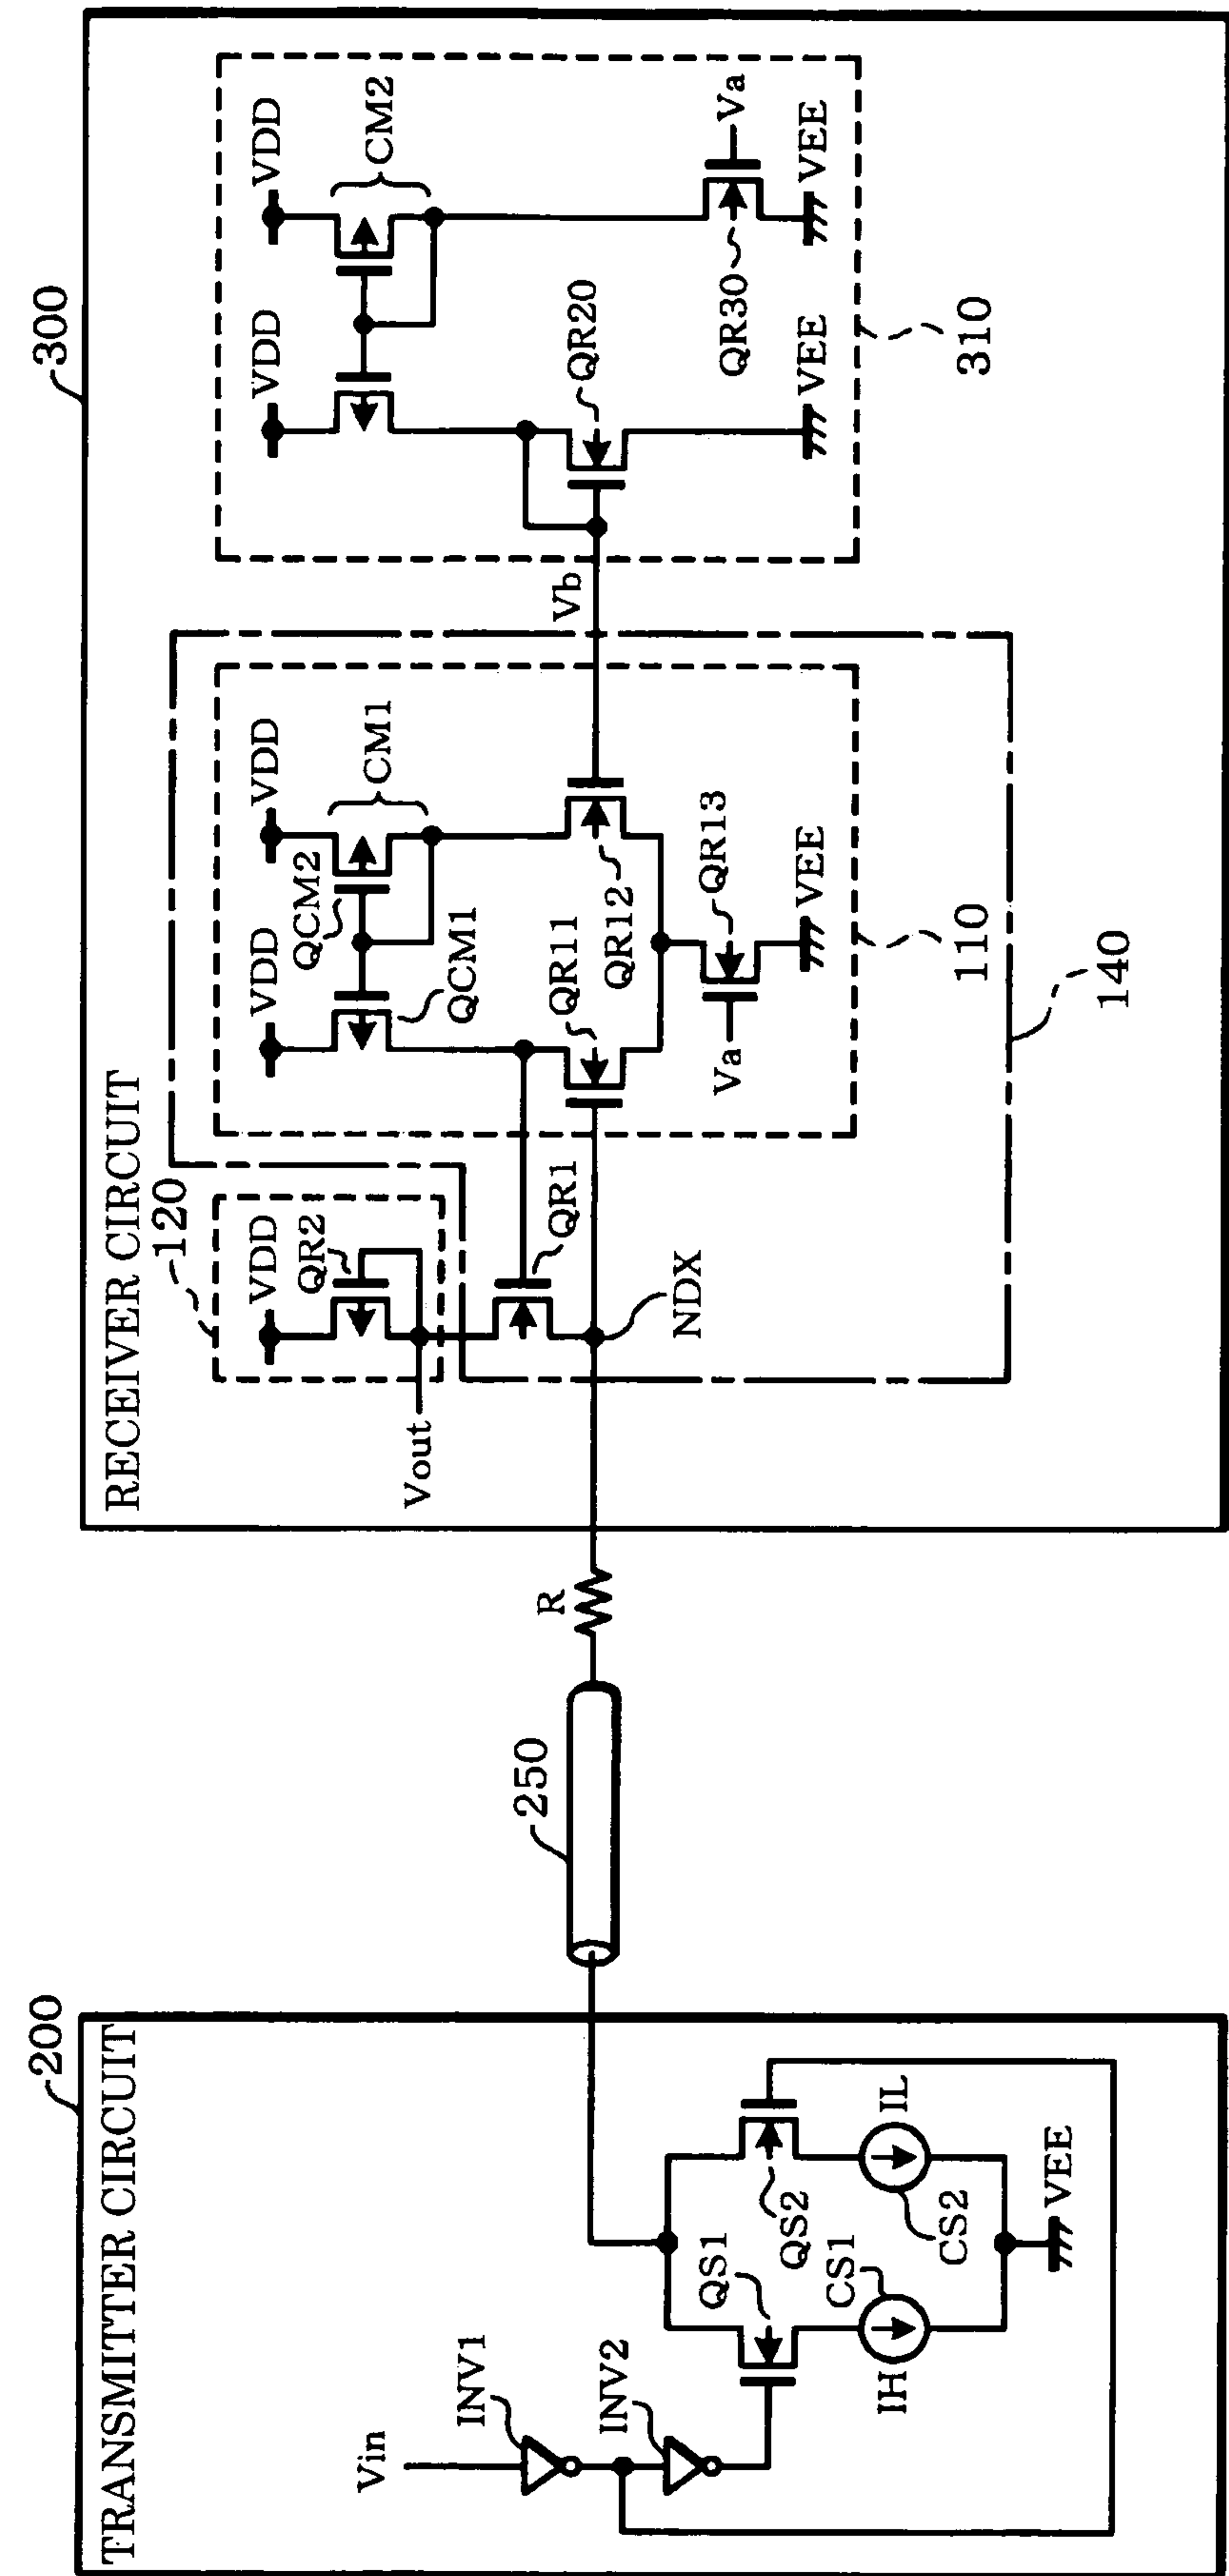 200
TRANSMITTER CIRCUIT
Vin
INV1
INV2
QS1
QS2
IH
CS1
CS2
IL
VEE
250
R
300
RECEIVER CIRCUIT
120
VDD
QR2
Vout
QR1
NDX
VDD
VDD
QCM2
CM1
QCM1
QR11
QR12
Va
QR13
VEE
110
140
Vb
VDD
VDD
CM2
QR20
QR30
Va
VEE
VEE
310